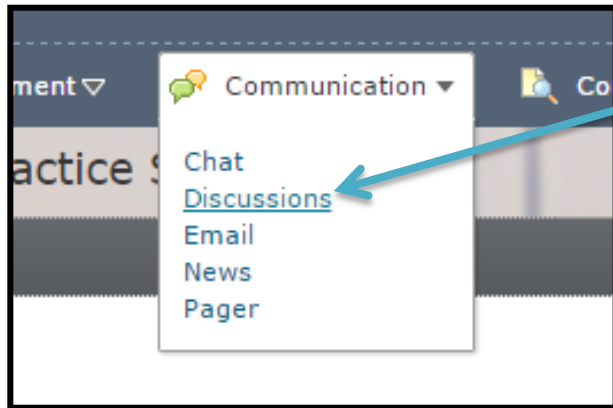 ment Communication Co
actice S
Chat
Discussions
Email
News
Pager